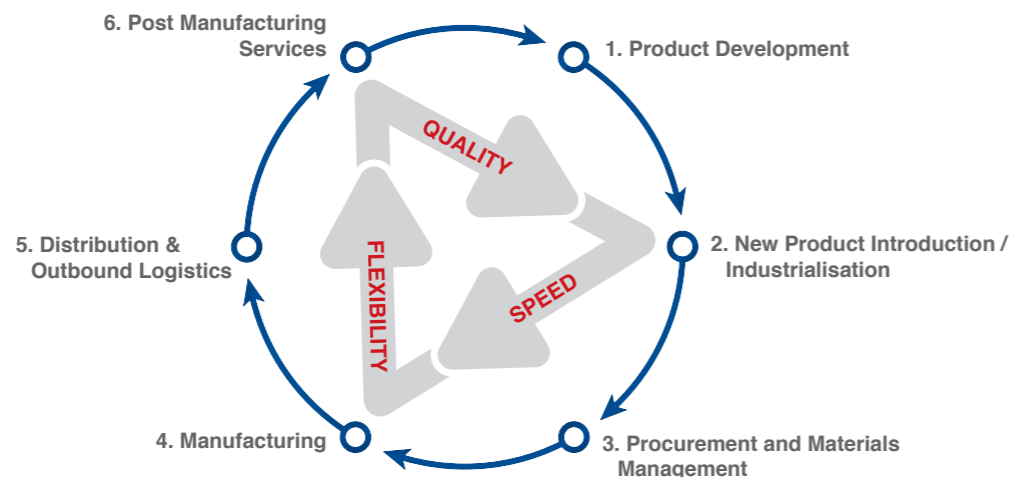 6. Post Manufacturing
Services
1. Product Development
QUALITY
5. Distribution &
Outbound Logistics
2. New Product Introduction /
Industrialisation
FLEXIBILITY
SPEED
4. Manufacturing
3. Procurement and Materials
Management